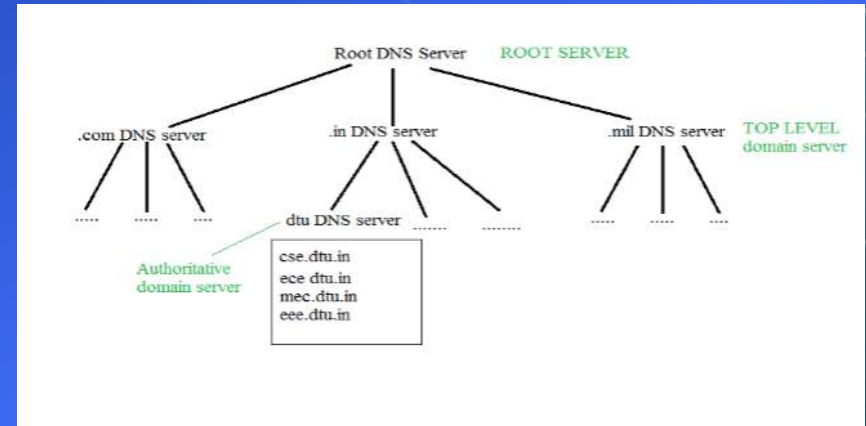 Root DNS Server ROOT SERVER
.com DNS server .in DNS server .mil DNS server TOP LEVEL
domain server
..... ..... ....
dtu DNS server ....... ........
..... ..... ....
Authoritative
domain server
cse.dtu.in
ece dtu.in
mec.dtu.in
eee.dtu.in